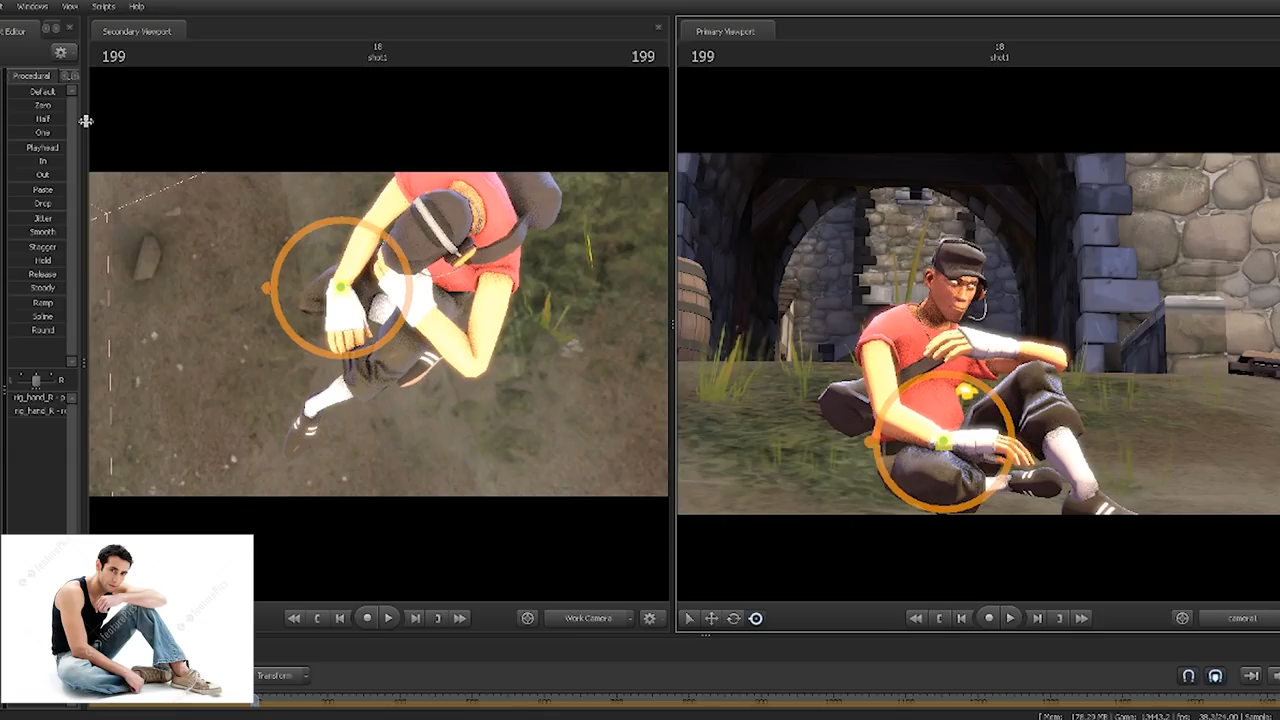 Windows View Scripts Help
t Editor
Secondary Viewport
Primary Viewport
199
18
shot1
199
199
18
shot1
Procedural
Default
Zero
Half
One
Playhead
In
Out
Paste
Drop
Jitter
Smooth
Stagger
Hold
Release
Steady
Ramp
Spline
Round
L R
rig_hand_R - p
rig_hand_R - r
Work Camera
camera1
Transform